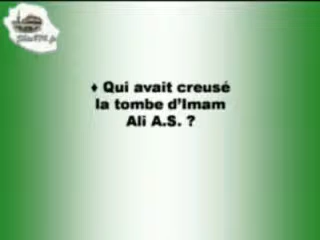 ♦ Qui avait creusé
la tombe d'Imam
Ali A.S. ?